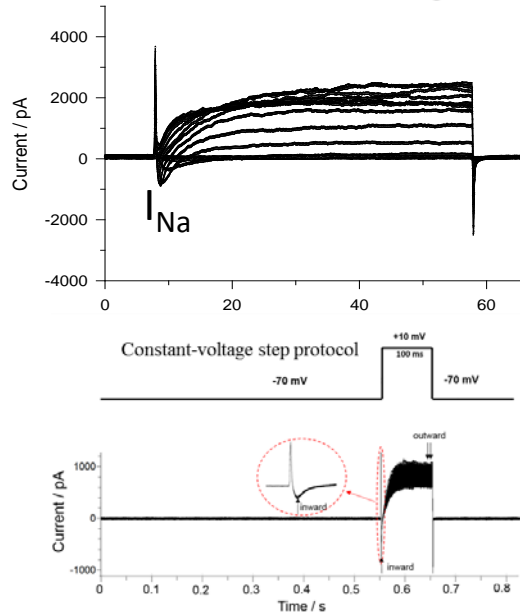 4000
2000
0
-2000
-4000
Current / pA
I Na
0 20 40 60
+10 mV
Constant-voltage step protocol
100 ms
-70 mV
-70 mV
outward
1000
0
-1000
Current / pA
inward
inward
0 0.1 0.2 0.3 0.4 0.5 0.6 0.7 0.8
Time / s